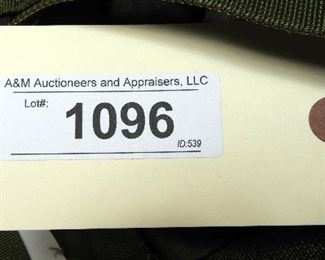 A&M Auctioneers and Appraisers, LLC
Lot#: 1096
ID:539